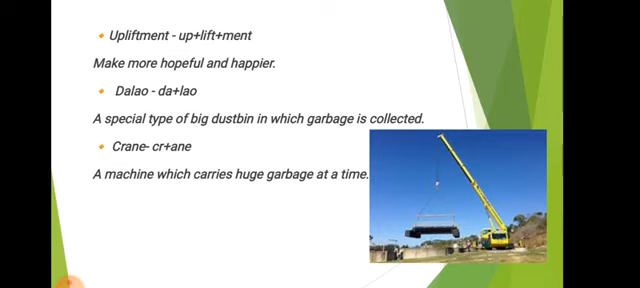 Upliftment - up+lift+ment
Make more hopeful and happier.
Dalao - da+lao
A special type of big dustbin in which garbage is collected.
Crane- cr+ane
A machine which carries huge garbage at a time.